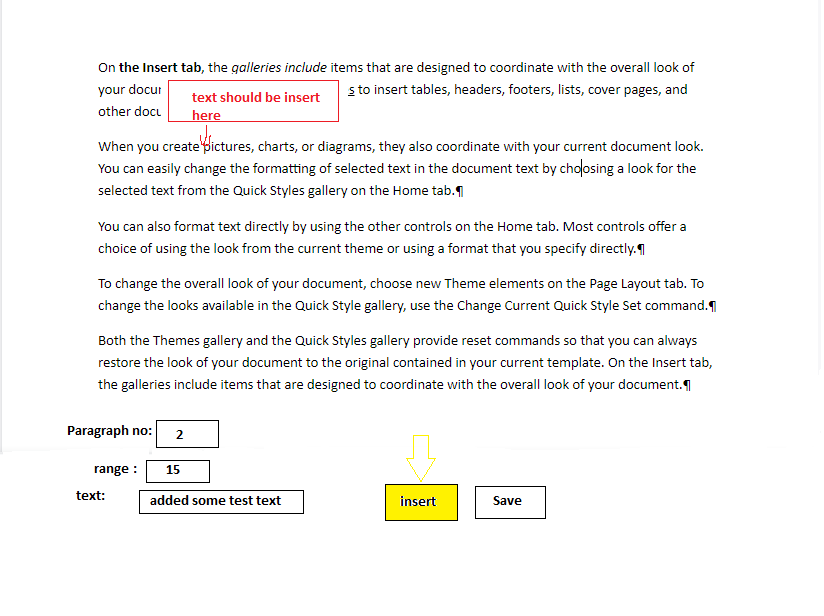 On the Insert tab, the galleries include items that are designed to coordinate with the overall look of
your docur s to insert tables, headers, footers, lists, cover pages, and
text should be insert
other docu
here
When you create pictures, charts, or diagrams, they also coordinate with your current document look.
You can easily change the formatting of selected text in the document text by choosing a look for the
selected text from the Quick Styles gallery on the Home tab.¶
You can also format text directly by using the other controls on the Home tab. Most controls offer a
choice of using the look from the current theme or using a format that you specify directly.¶
To change the overall look of your document, choose new Theme elements on the Page Layout tab. To
change the looks available in the Quick Style gallery, use the Change Current Quick Style Set command.¶
Both the Themes gallery and the Quick Styles gallery provide reset commands so that you can always
restore the look of your document to the original contained in your current template. On the Insert tab,
the galleries include items that are designed to coordinate with the overall look of your document.¶
Paragraph no: 2
range : 15
text: added some test text
insert Save